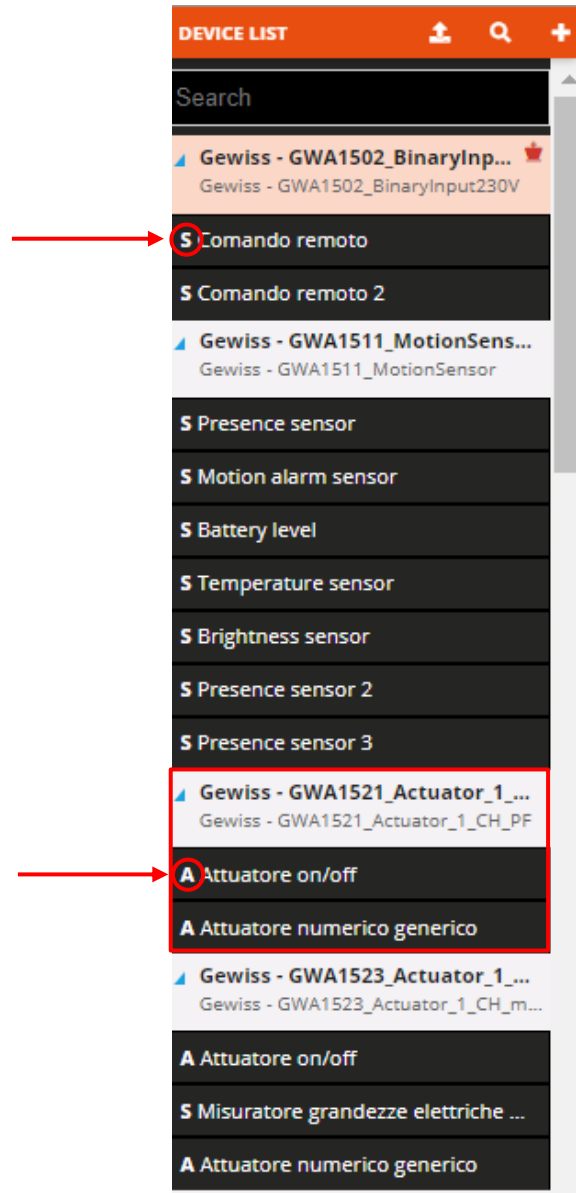 DEVICE LIST
Search
Gewiss - GWA1502_BinaryInp...
Gewiss - GWA1502_BinaryInput230V
S Comando remoto
S Comando remoto 2
Gewiss - GWA1511_MotionSens...
Gewiss - GWA1511_MotionSensor
S Presence sensor
S Motion alarm sensor
S Battery level
S Temperature sensor
S Brightness sensor
S Presence sensor 2
S Presence sensor 3
Gewiss - GWA1521_Actuator_1_...
Gewiss - GWA1521_Actuator_1_CH_PF
A Attuatore on/off
A Attuatore numerico generico
Gewiss - GWA1523_Actuator_1_...
Gewiss - GWA1523_Actuator_1_CH_m...
A Attuatore on/off
S Misuratore grandezze elettriche ...
A Attuatore numerico generico